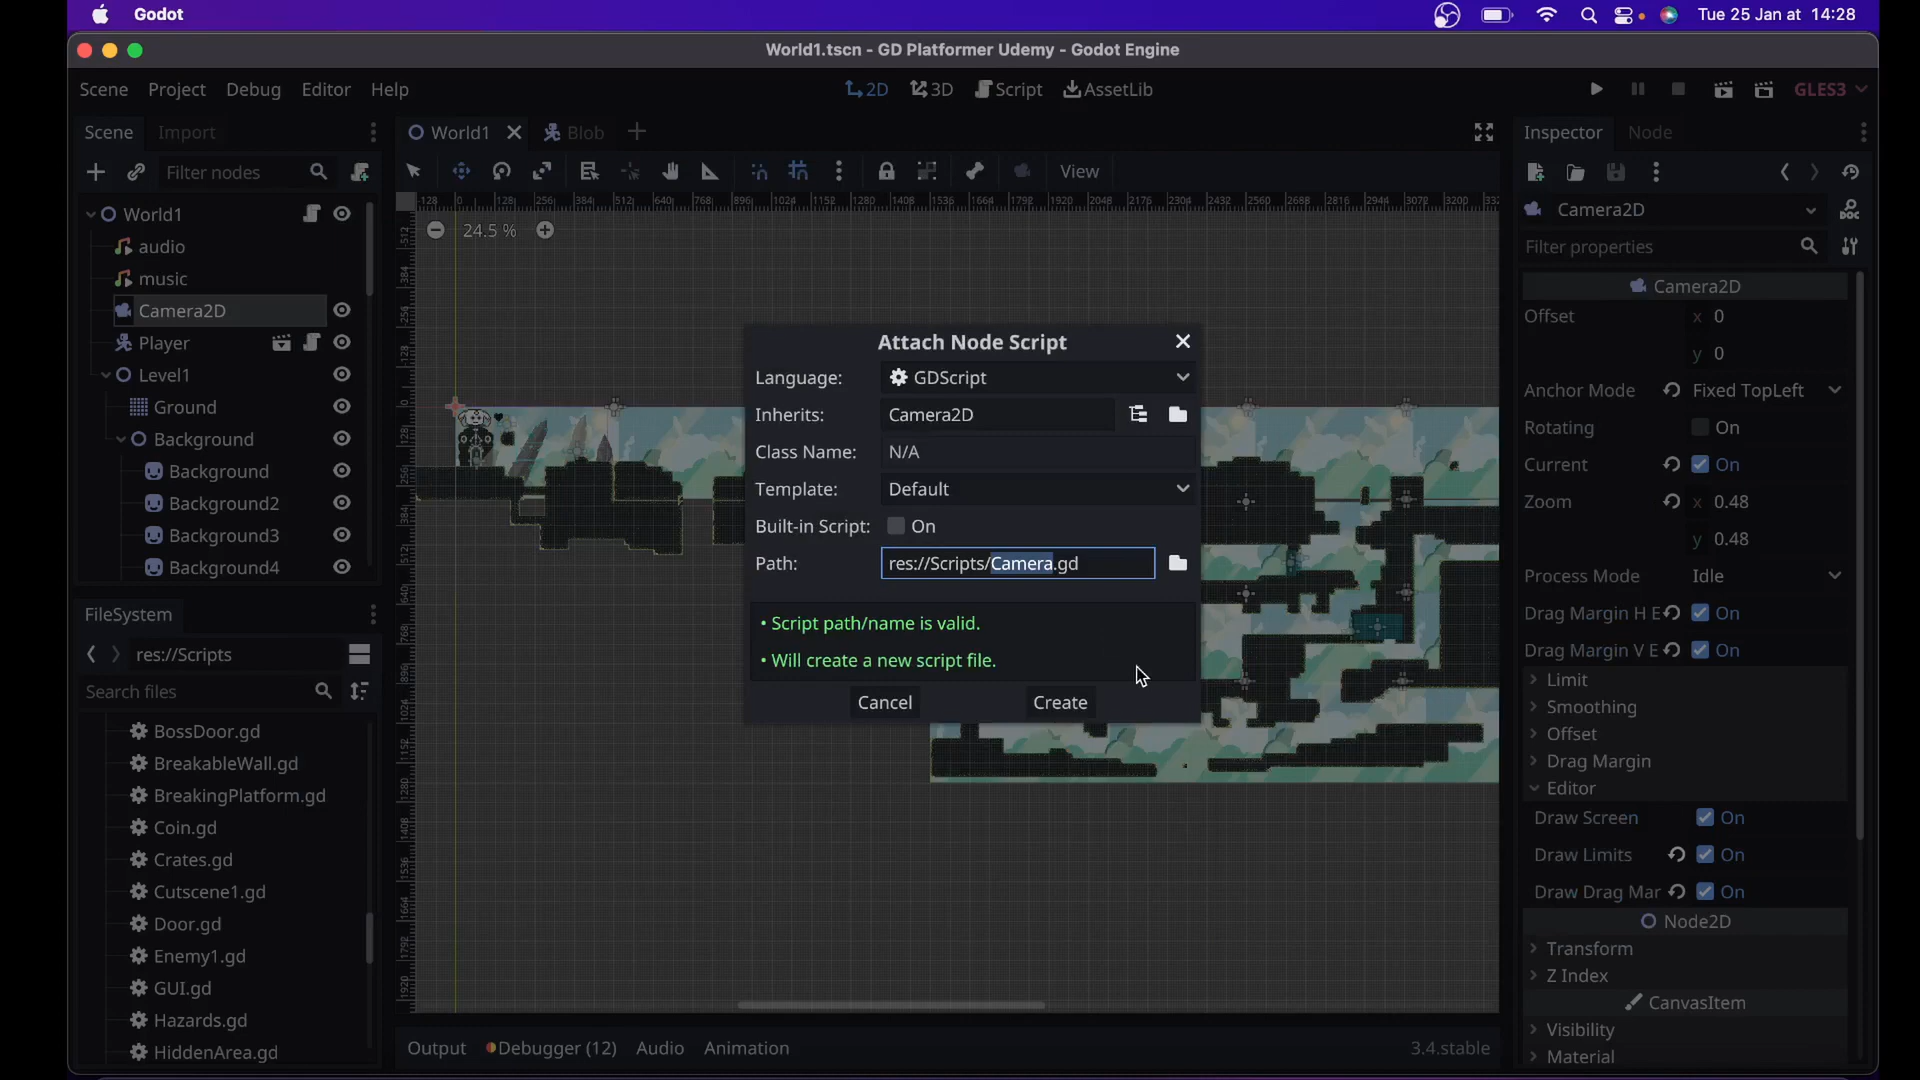 Godot
Tue 25 Jan at 14:28
World1.tscn - GD Platformer Udemy - Godot Engine
Scene Project Debug Editor Help
2D 3D Script AssetLib
GLES3
Scene Import
World1 Blob
Inspector Node
Filter nodes
View
World1
audio
music
Camera2D
Player
Level1
Ground
Background
Background
Background2
Background3
Background4
24.5 %
Attach Node Script
Language: GDScript
Inherits: Camera2D
Class Name: N/A
Template: Default
Built-in Script: On
Path: res://Scripts/Camera.gd
• Script path/name is valid.
• Will create a new script file.
Cancel Create
FileSystem
res://Scripts
Search files
BossDoor.gd
BreakableWall.gd
BreakingPlatform.gd
Coin.gd
Crates.gd
Cutscene1.gd
Door.gd
Enemy1.gd
GUI.gd
Hazards.gd
HiddenArea.gd
Output Debugger (12) Audio Animation
3.4.stable
Camera2D
Filter properties
Camera2D
Offset x 0
y 0
Anchor Mode Fixed TopLeft
Rotating On
Current On
Zoom x 0.48
y 0.48
Process Mode Idle
Drag Margin H E On
Drag Margin V E On
Limit
Smoothing
Offset
Drag Margin
Editor
Draw Screen On
Draw Limits On
Draw Drag Mar On
Node2D
Transform
Z Index
CanvasItem
Visibility
Material